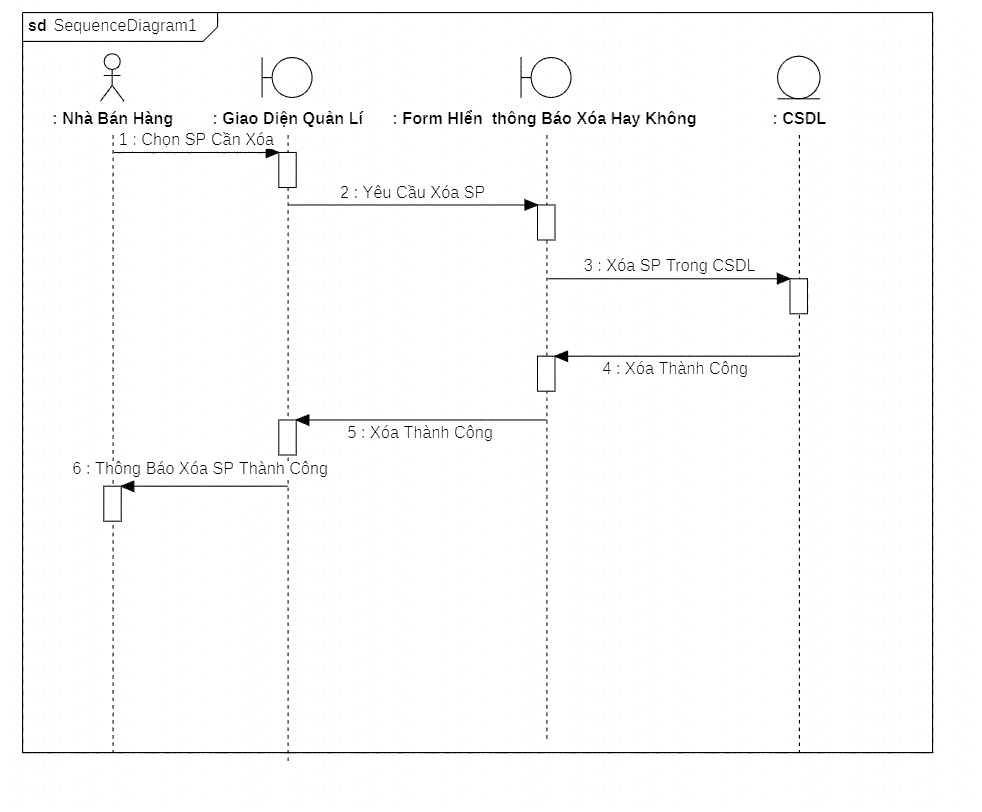 sd SequenceDiagram1
: Nhà Bán Hàng
: Giao Diện Quản Lí
: Form HIển thông Báo Xóa Hay Không
: CSDL
1 : Chọn SP Cần Xóa
2 : Yêu Cầu Xóa SP
3 : Xóa SP Trong CSDL
4 : Xóa Thành Công
5 : Xóa Thành Công
6 : Thông Báo Xóa SP Thành Công